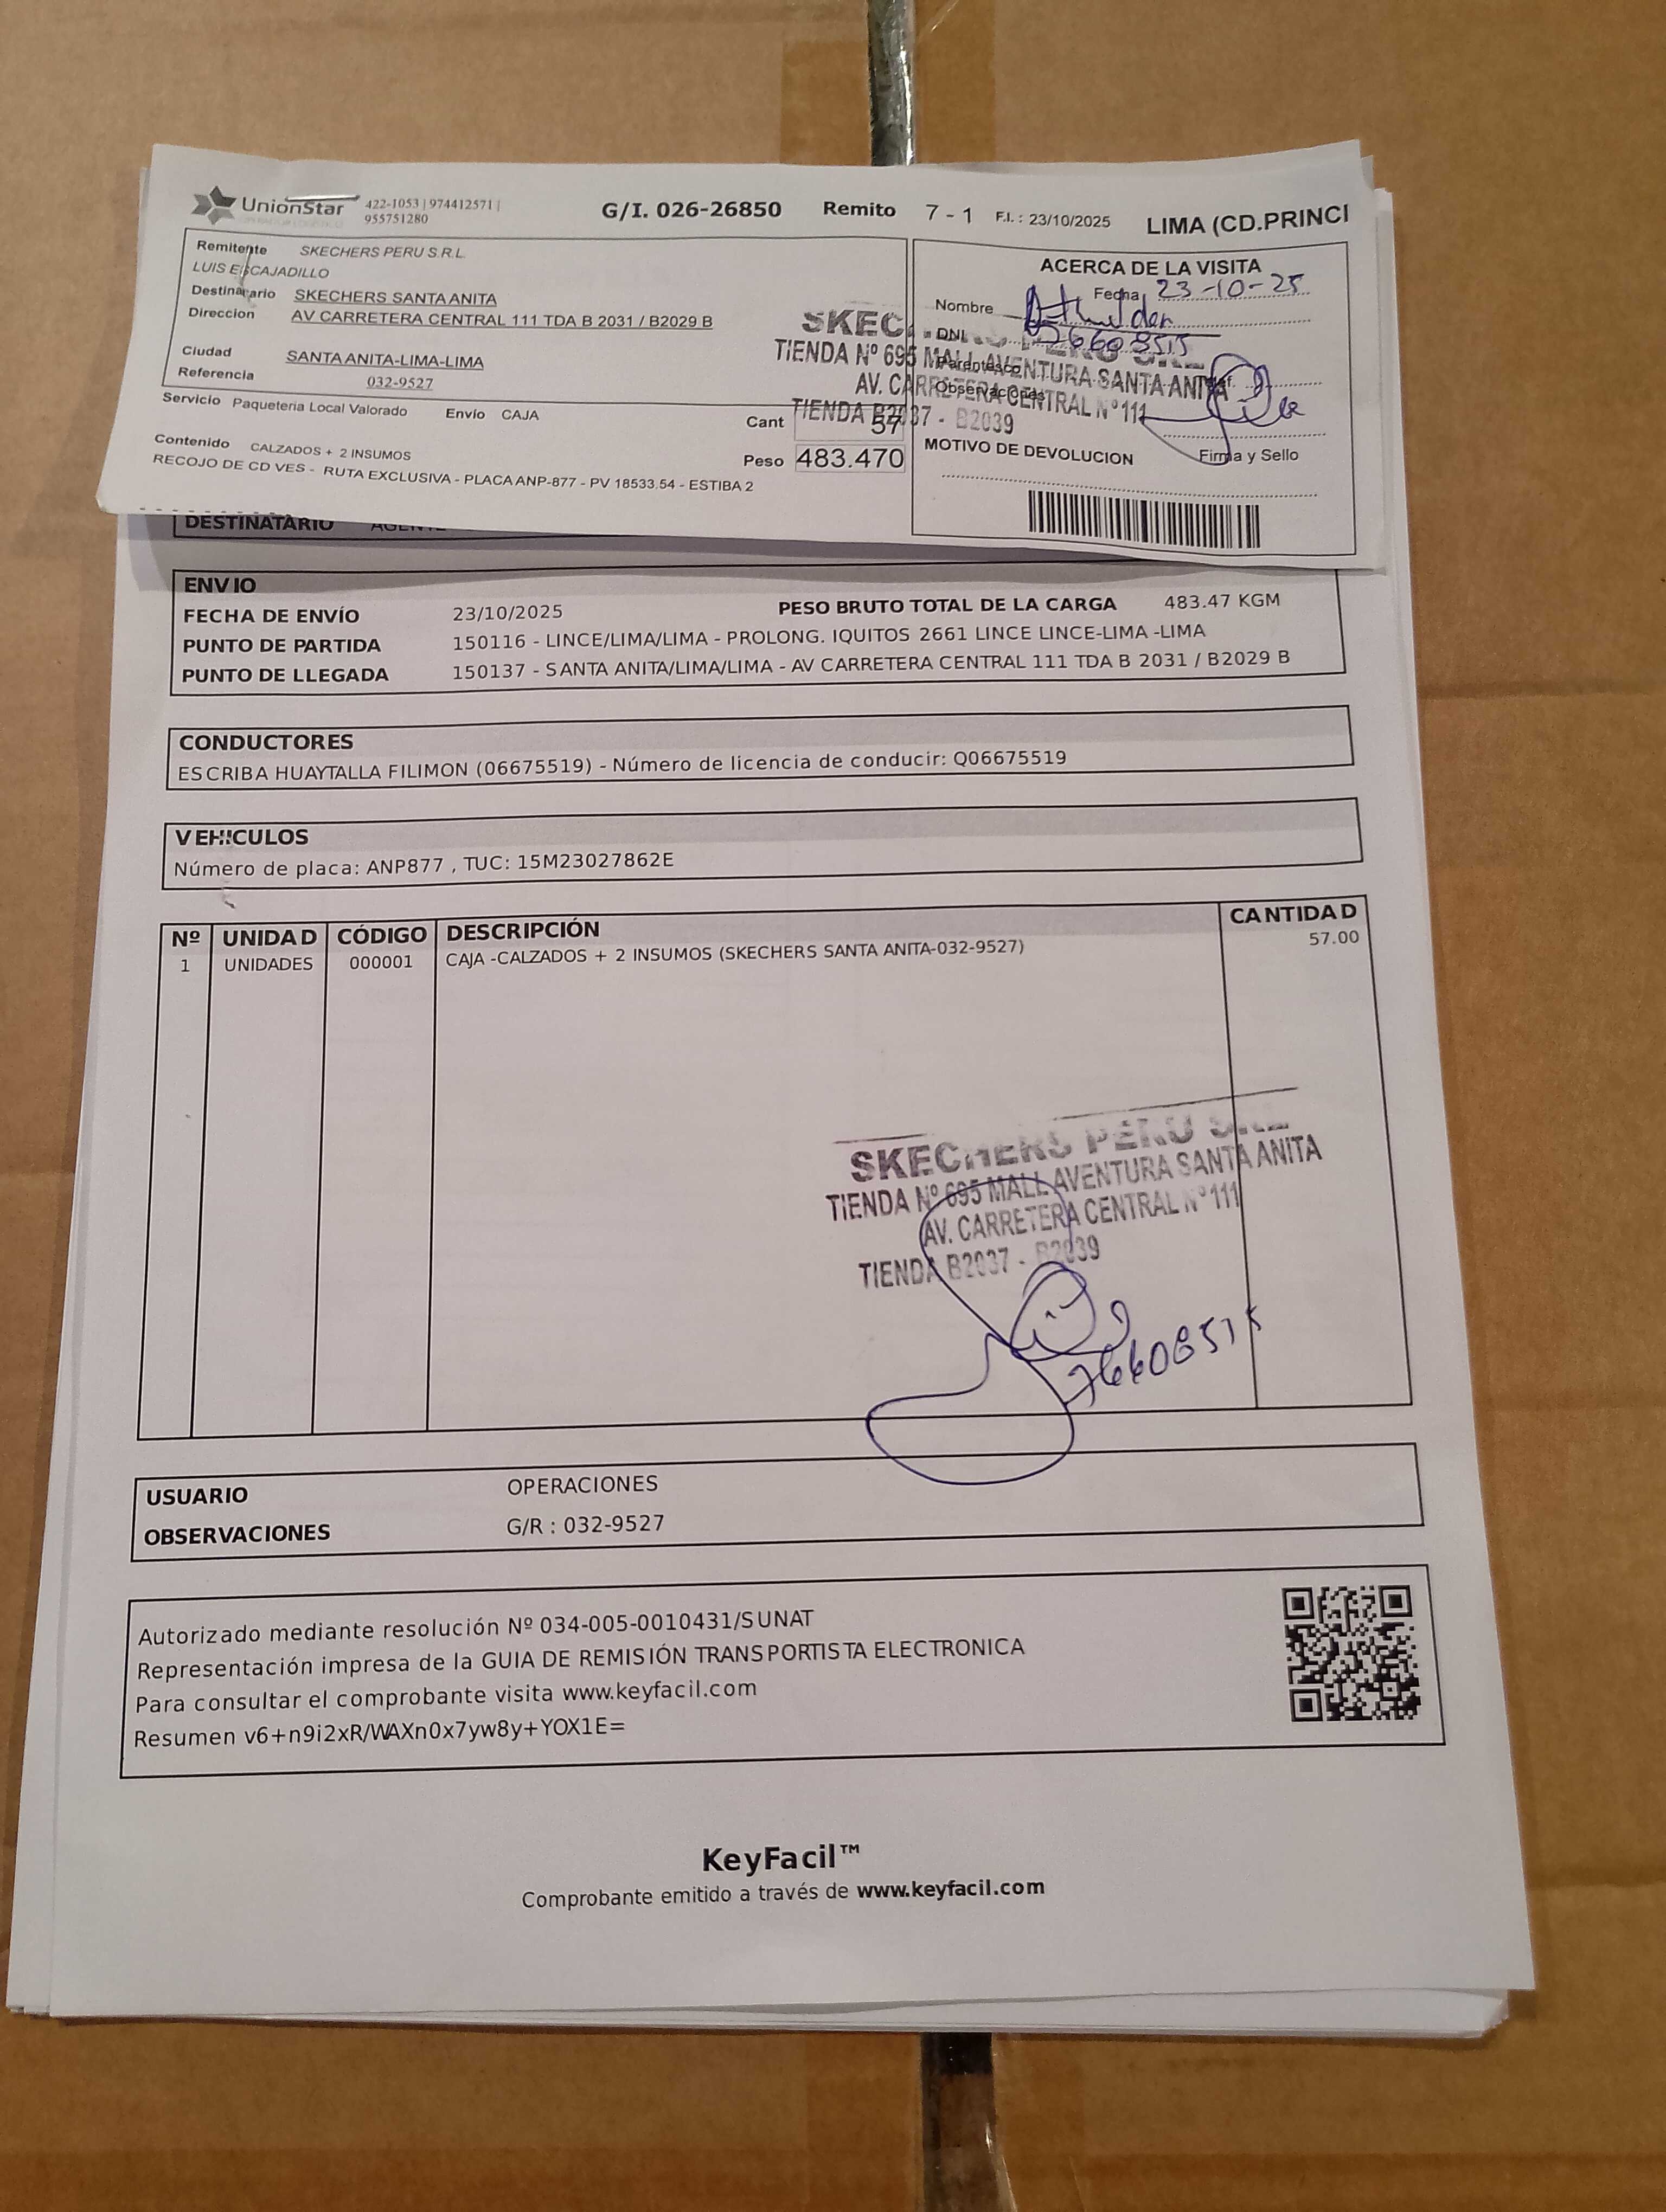 UnionStar 422-1053 | 974412571 |
955751280
G/I. 026-26850 Remito 7 - 1 F.I. : 23/10/2025 LIMA (CD.PRINCI
Remitente SKECHERS PERU S.R.L.
LUIS ESCAJADILLO
Destinatario SKECHERS SANTA ANITA
Direccion AV CARRETERA CENTRAL 111 TDA B 2031 / B2029 B
Ciudad SANTA ANITA-LIMA-LIMA
Referencia 032-9527
Servicio Paqueteria Local Valorado Envío CAJA
Cant 57
Contenido CALZADOS + 2 INSUMOS
Peso 483.470
RECOJO DE CD VES - RUTA EXCLUSIVA - PLACA ANP-877 - PV 18533.54 - ESTIBA 2
ACERCA DE LA VISITA
Fecha 23-10-25
Nombre
DNI
Parentesco
Observaciones
MOTIVO DE DEVOLUCION
Firma y Sello
SKECHERS PERU SRL
TIENDA Nº 695 MALL AVENTURA SANTA ANITA
AV. CARRETERA CENTRAL Nº 111
TIENDA B2037 - B2039
DESTINATARIO
ENVIO
FECHA DE ENVÍO 23/10/2025 PESO BRUTO TOTAL DE LA CARGA 483.47 KGM
PUNTO DE PARTIDA 150116 - LINCE/LIMA/LIMA - PROLONG. IQUITOS 2661 LINCE LINCE-LIMA -LIMA
PUNTO DE LLEGADA 150137 - SANTA ANITA/LIMA/LIMA - AV CARRETERA CENTRAL 111 TDA B 2031 / B2029 B
CONDUCTORES
ESCRIBA HUAYTALLA FILIMON (06675519) - Número de licencia de conducir: Q06675519
VEHICULOS
Número de placa: ANP877 , TUC: 15M23027862E
Nº UNIDAD CÓDIGO DESCRIPCIÓN CANTIDAD
1 UNIDADES 000001 CAJA -CALZADOS + 2 INSUMOS (SKECHERS SANTA ANITA-032-9527) 57.00
SKECHERS PERU SRL
TIENDA Nº 695 MALL AVENTURA SANTA ANITA
AV. CARRETERA CENTRAL Nº 111
TIENDA B2037 - B2039
76608515
USUARIO OPERACIONES
OBSERVACIONES G/R : 032-9527
Autorizado mediante resolución Nº 034-005-0010431/SUNAT
Representación impresa de la GUIA DE REMISIÓN TRANSPORTISTA ELECTRONICA
Para consultar el comprobante visita www.keyfacil.com
Resumen v6+n9i2xR/WAXn0x7yw8y+YOX1E=
KeyFacil™
Comprobante emitido a través de www.keyfacil.com